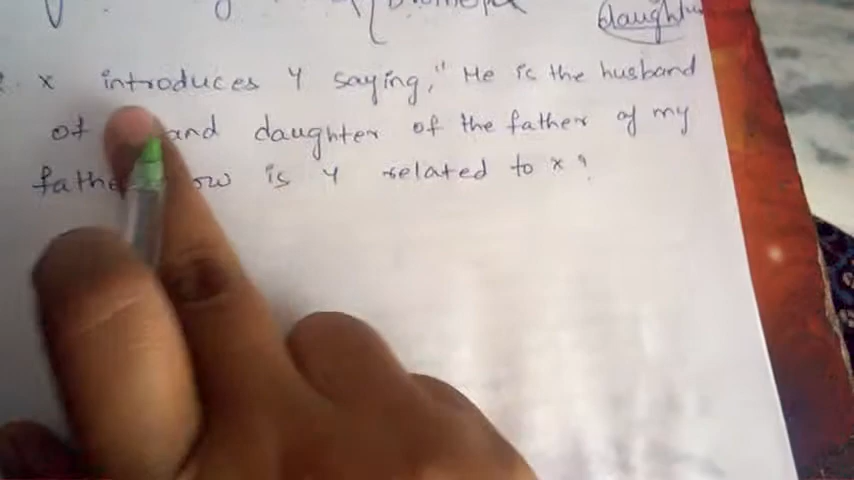 daughter
X introduces Y saying, " He is the husband
of and daughter of the father of my
fathe ow is Y related to X?